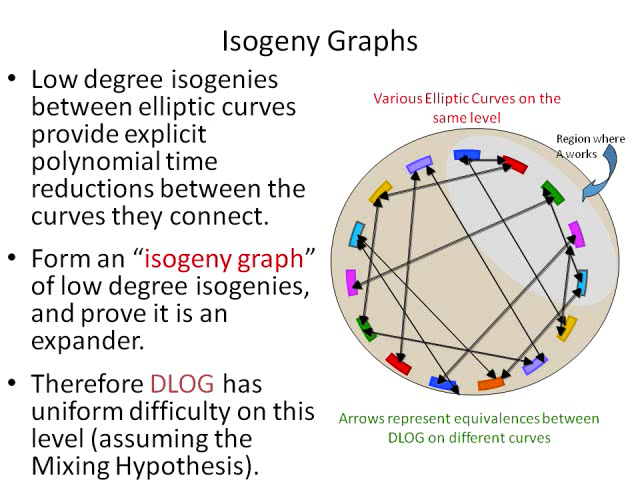 Isogeny Graphs
• Low degree isogenies
between elliptic curves
provide explicit
polynomial time
reductions between the
curves they connect.
• Form an “isogeny graph”
of low degree isogenies,
and prove it is an
expander.
• Therefore DLOG has
uniform difficulty on this
level (assuming the
Mixing Hypothesis).
Various Elliptic Curves on the
same level
Region where
A works
Arrows represent equivalences between
DLOG on different curves